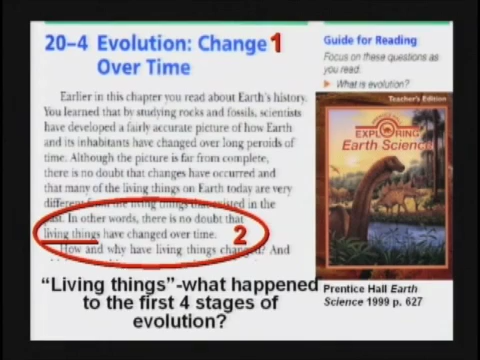 20–4 Evolution: Change 1
Over Time
Earlier in this chapter you read about Earth's history.
You learned that by studying rocks and fossils, scientists
have developed a fairly accurate picture of how Earth
and its inhabitants have changed over long peroids of
time. Although the picture is far from complete,
there is no doubt that changes have occurred and
that many of the living things on Earth today are very
different from the living things that existed in the
past. In other words, there is no doubt that
living things have changed over time. 2
How and why have living things changed? And
"Living things"-what happened
to the first 4 stages of
evolution?
Guide for Reading
Focus on these questions as
you read.
▶ What is evolution?
Teacher's Edition
EXPLORING
Earth Science
Prentice Hall Earth
Science 1999 p. 627